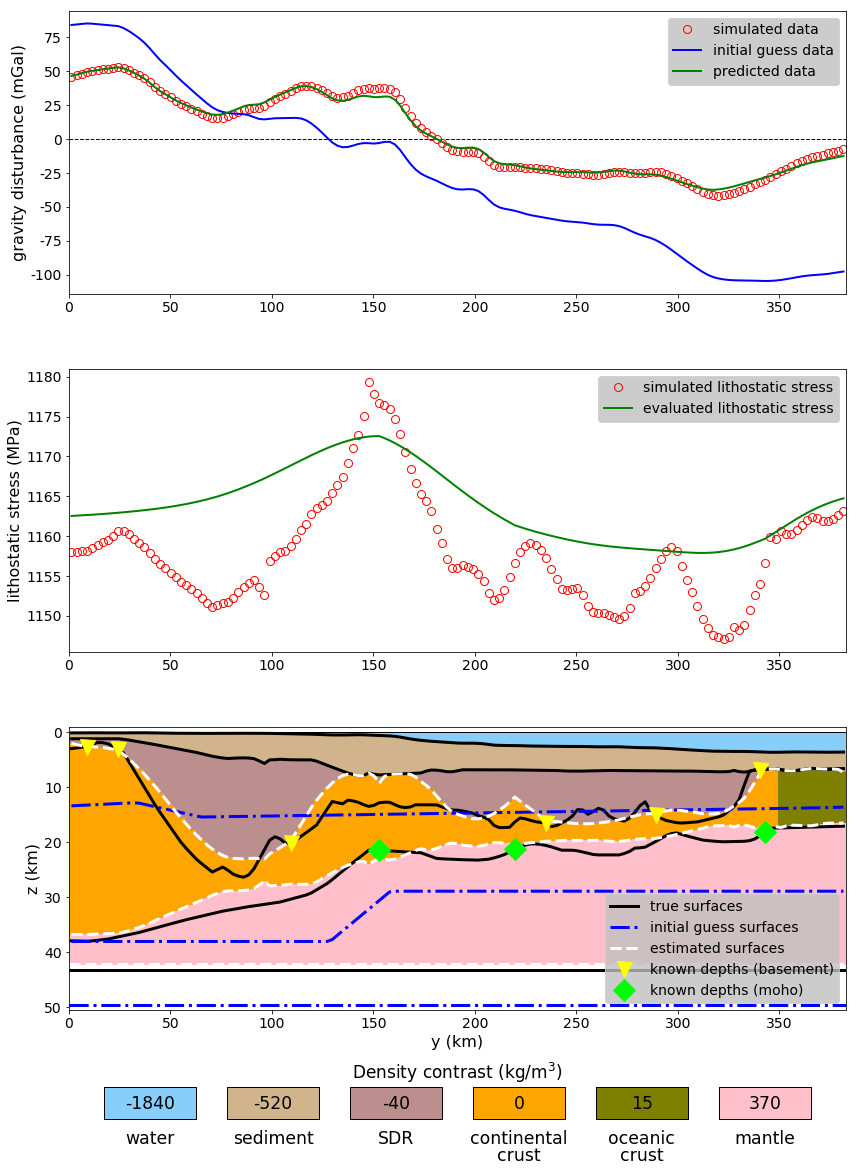 simulated data
initial guess data
predicted data
gravity disturbance (mGal)
75
50
25
0
-25
-50
-75
-100
0 50 100 150 200 250 300 350
simulated lithostatic stress
evaluated lithostatic stress
lithostatic stress (MPa)
1180
1175
1170
1165
1160
1155
1150
0 50 100 150 200 250 300 350
z (km)
0
10
20
30
40
50
true surfaces
initial guess surfaces
estimated surfaces
known depths (basement)
known depths (moho)
0 50 100 150 200 250 300 350
y (km)
Density contrast (kg/m³)
-1840 -520 -40 0 15 370
water sediment SDR continental oceanic mantle
crust crust